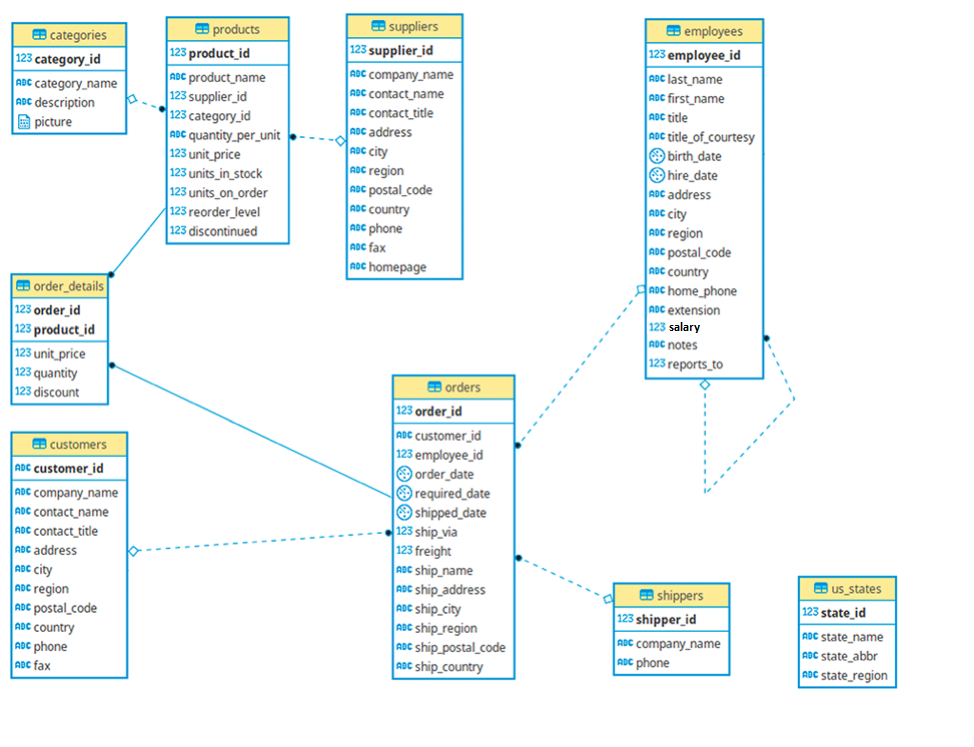 categories
123 category_id
ABC category_name
ABC description
picture
products
123 product_id
ABC product_name
123 supplier_id
123 category_id
ABC quantity_per_unit
123 unit_price
123 units_in_stock
123 units_on_order
123 reorder_level
123 discontinued
suppliers
123 supplier_id
ABC company_name
ABC contact_name
ABC contact_title
ABC address
ABC city
ABC region
ABC postal_code
ABC country
ABC phone
ABC fax
ABC homepage
employees
123 employee_id
ABC last_name
ABC first_name
ABC title
ABC title_of_courtesy
birth_date
hire_date
ABC address
ABC city
ABC region
ABC postal_code
ABC country
ABC home_phone
ABC extension
123 salary
ABC notes
123 reports_to
order_details
123 order_id
123 product_id
123 unit_price
123 quantity
123 discount
customers
ABC customer_id
ABC company_name
ABC contact_name
ABC contact_title
ABC address
ABC city
ABC region
ABC postal_code
ABC country
ABC phone
ABC fax
orders
123 order_id
ABC customer_id
123 employee_id
order_date
required_date
shipped_date
123 ship_via
123 freight
ABC ship_name
ABC ship_address
ABC ship_city
ABC ship_region
ABC ship_postal_code
ABC ship_country
shippers
123 shipper_id
ABC company_name
ABC phone
us_states
123 state_id
ABC state_name
ABC state_abbr
ABC state_region